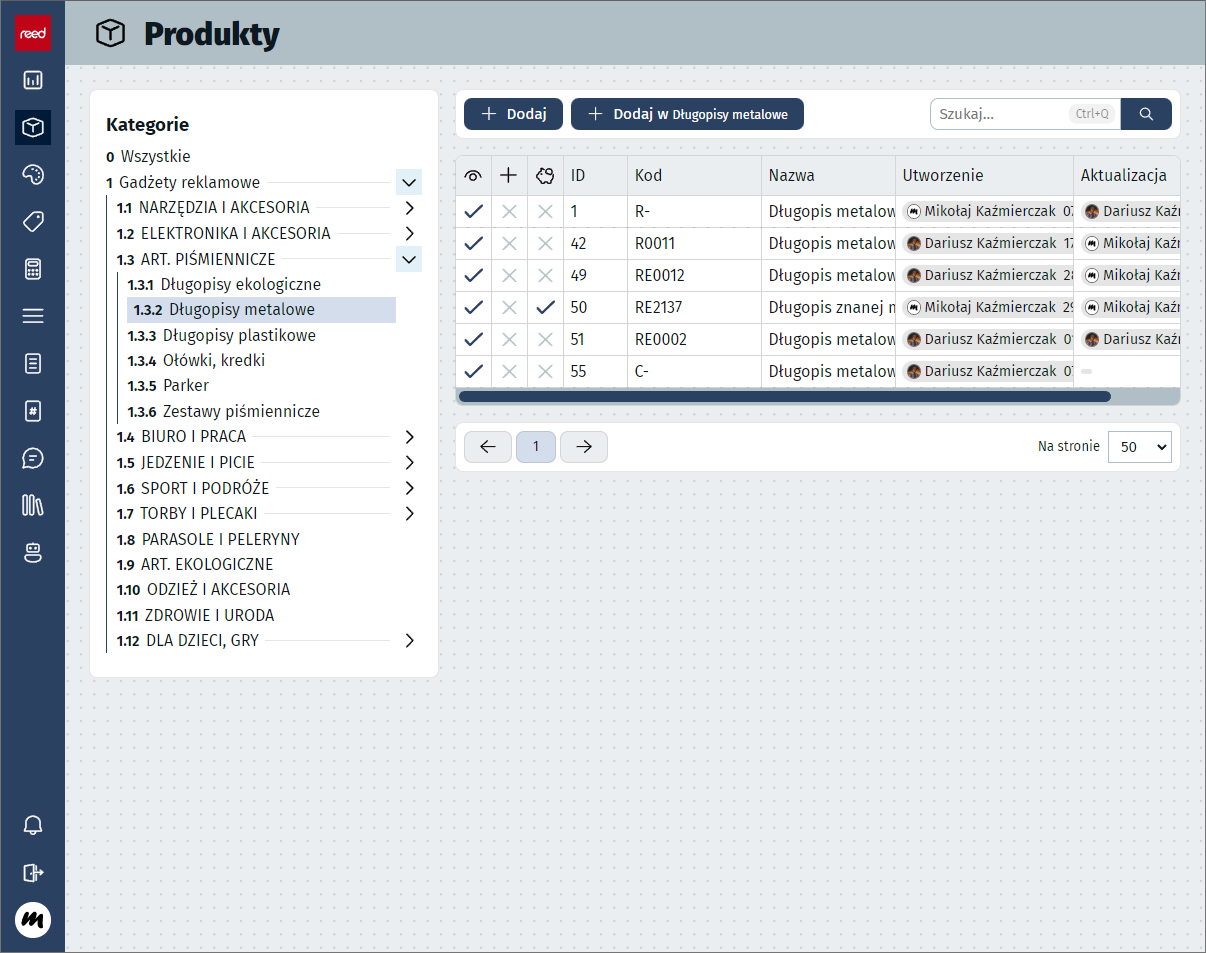 reed
Produkty
Kategorie
0 Wszystkie
1 Gadżety reklamowe
1.1 NARZĘDZIA I AKCESORIA
1.2 ELEKTRONIKA I AKCESORIA
1.3 ART. PIŚMIENNICZE
1.3.1 Długopisy ekologiczne
1.3.2 Długopisy metalowe
1.3.3 Długopisy plastikowe
1.3.4 Ołówki, kredki
1.3.5 Parker
1.3.6 Zestawy piśmiennicze
1.4 BIURO I PRACA
1.5 JEDZENIE I PICIE
1.6 SPORT I PODRÓŻE
1.7 TORBY I PLECAKI
1.8 PARASOLE I PELERYNY
1.9 ART. EKOLOGICZNE
1.10 ODZIEŻ I AKCESORIA
1.11 ZDROWIE I URODA
1.12 DLA DZIECI, GRY
Dodaj Dodaj w Długopisy metalowe Szukaj... Ctrl+Q
ID Kod Nazwa Utworzenie Aktualizacja
1 R- Długopis metalow Mikołaj Kaźmierczak 07 Dariusz Kaźr
42 R0011 Długopis metalow Dariusz Kaźmierczak 17 Mikołaj Kaźr
49 RE0012 Długopis metalow Dariusz Kaźmierczak 28 Mikołaj Kaźr
50 RE2137 Długopis znanej n Mikołaj Kaźmierczak 29 Mikołaj Kaźr
51 RE0002 Długopis metalow Dariusz Kaźmierczak Dariusz Kaźr
55 C- Długopis metalow Dariusz Kaźmierczak 07
1 Na stronie 50